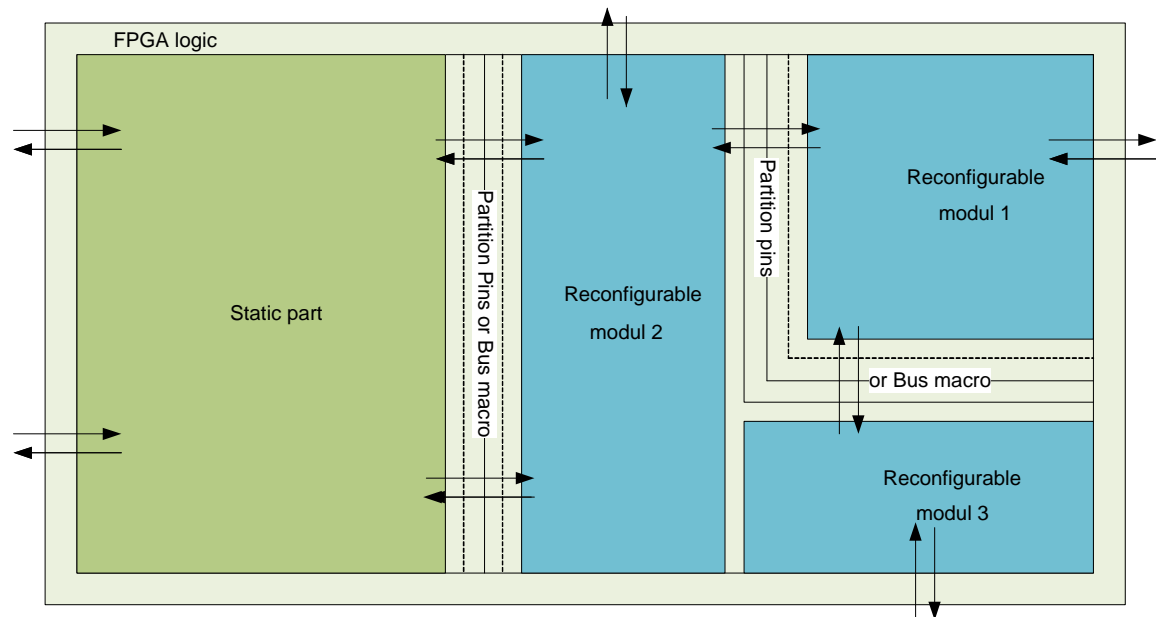 FPGA logic
Static part
Partition Pins or Bus macro
Reconfigurable
modul 2
Partition pins
or Bus macro
Reconfigurable
modul 1
Reconfigurable
modul 3